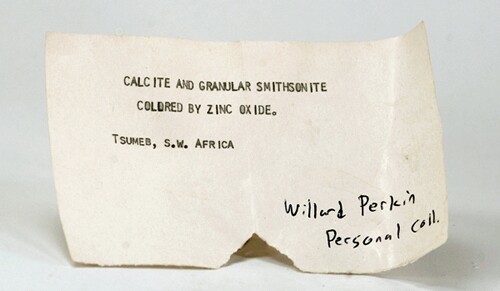 CALCITE AND GRANULAR SMITHSONITE
COLORED BY ZINC OXIDE.
TSUMEB, S.W. AFRICA
Willard Perkin
Personal Coll.